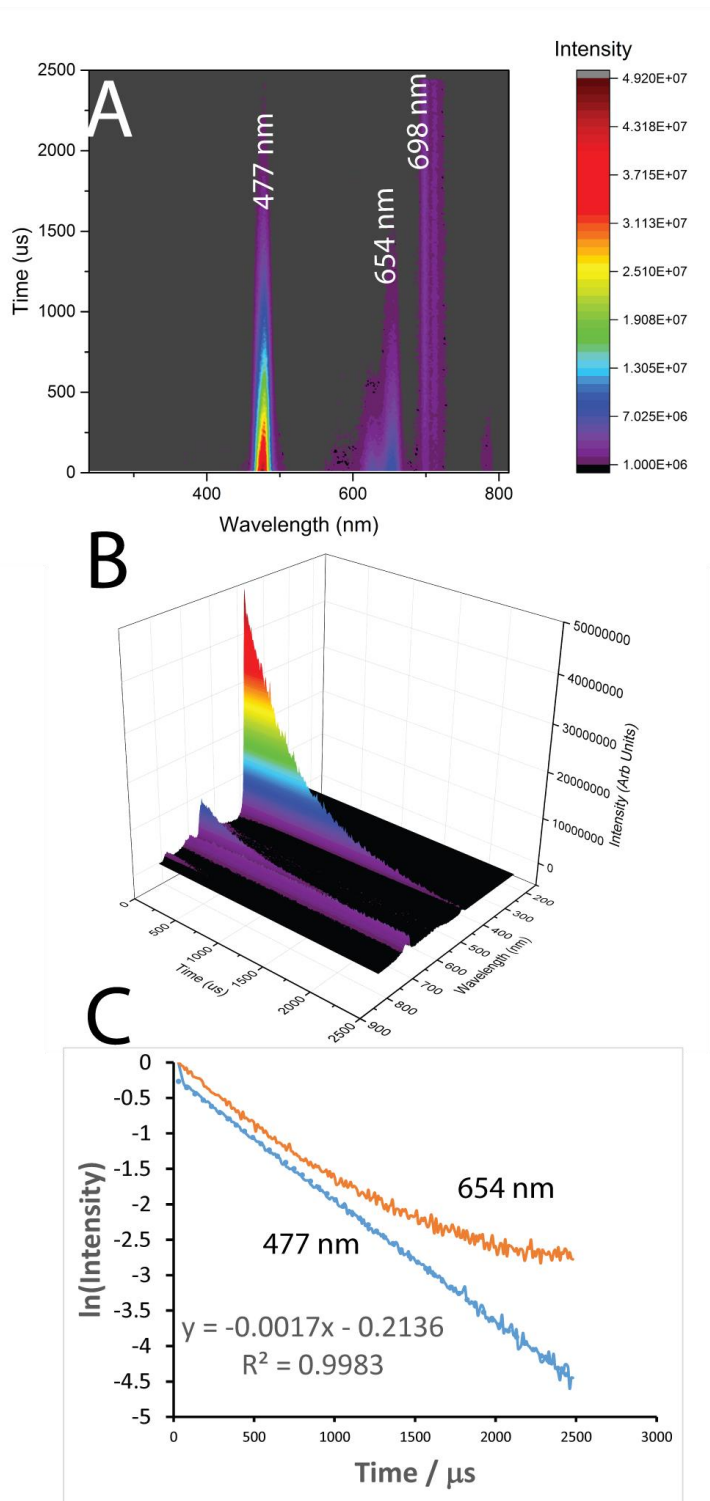 A
Intensity
2500
2000
1500
1000
500
0
Time (us)
477 nm
654 nm
698 nm
4.920E+07
4.318E+07
3.715E+07
3.113E+07
2.510E+07
1.908E+07
1.305E+07
7.025E+06
1.000E+06
400
600
800
Wavelength (nm)
B
50000000
40000000
30000000
20000000
10000000
0
Intensity (Arb Units)
0
500
1000
1500
2000
2500
Time (us)
200
300
400
500
600
700
800
900
Wavelength (nm)
C
0
-0.5
-1
-1.5
-2
-2.5
-3
-3.5
-4
-4.5
-5
ln(Intensity)
654 nm
477 nm
y = -0.0017x - 0.2136
R² = 0.9983
0
500
1000
1500
2000
2500
3000
Time / μs